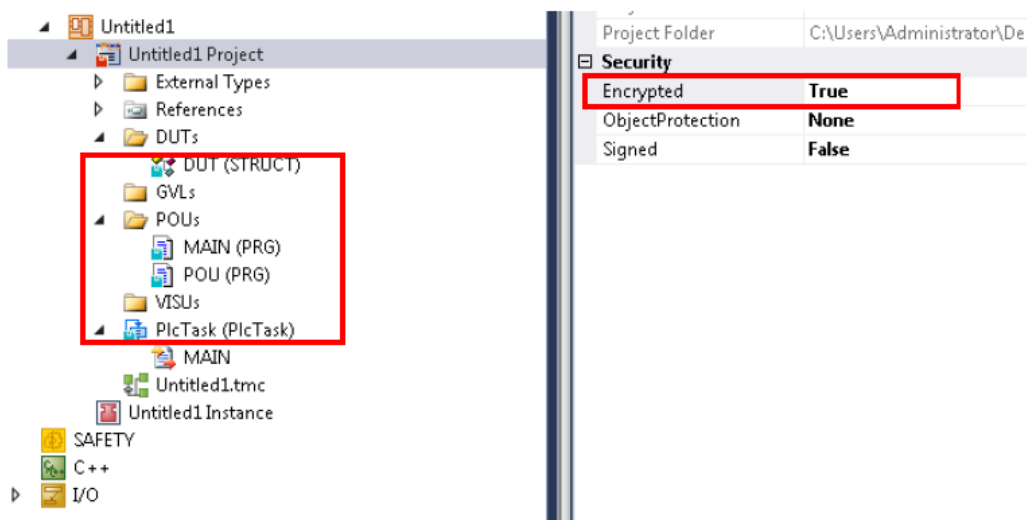 Untitled1
Untitled1 Project
External Types
References
DUTs
DUT (STRUCT)
GVLs
POUs
MAIN (PRG)
POU (PRG)
VISUs
PlcTask (PlcTask)
MAIN
Untitled1.tmc
Untitled1 Instance
SAFETY
C++
I/O
Project Folder C:\Users\Administrator\De
Security
Encrypted True
ObjectProtection None
Signed False